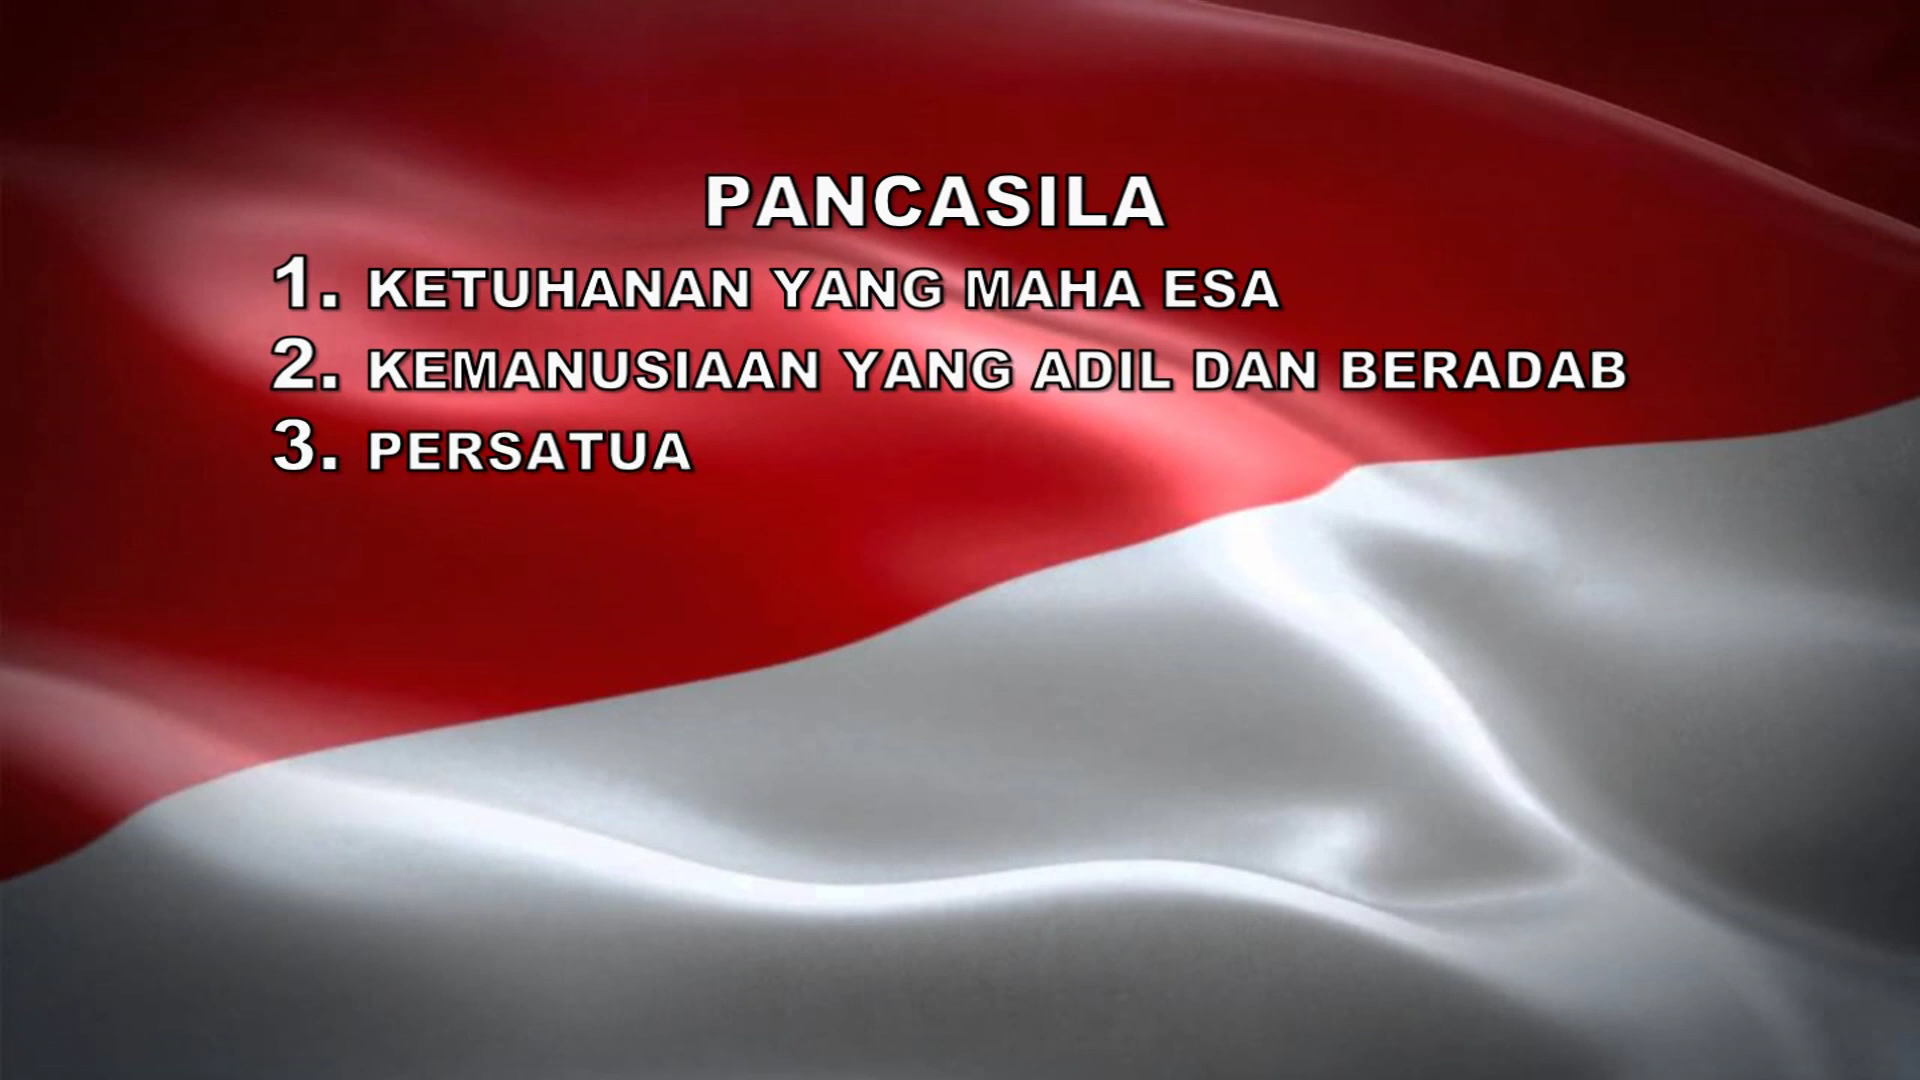 PANCASILA
1. KETUHANAN YANG MAHA ESA
2. KEMANUSIAAN YANG ADIL DAN BERADAB
3. PERSATUA